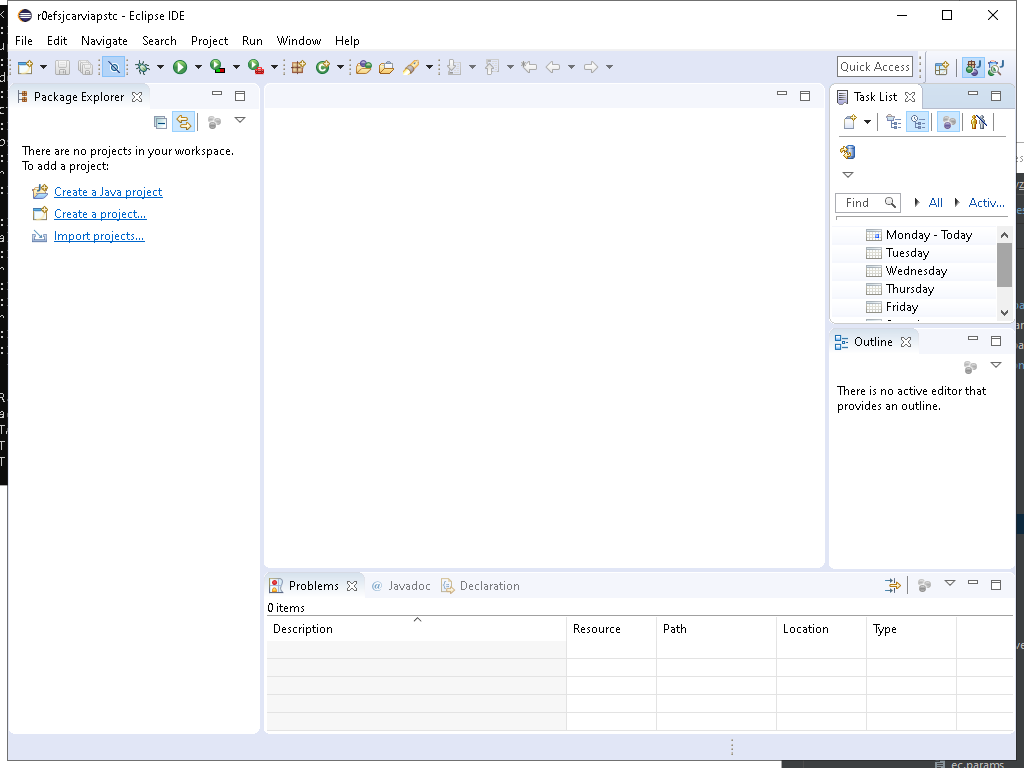 r0efsjcarviapstc - Eclipse IDE
File Edit Navigate Search Project Run Window Help
Quick Access
Package Explorer
There are no projects in your workspace.
To add a project:
Create a Java project
Create a project...
Import projects...
Task List
Find
All
Activ...
Monday - Today
Tuesday
Wednesday
Thursday
Friday
Outline
There is no active editor that
provides an outline.
Problems
@ Javadoc
Declaration
0 items
Description Resource Path Location Type
ec.params